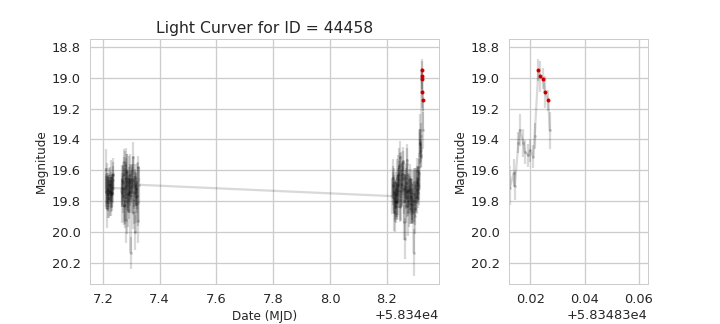 Light Curver for ID = 44458
18.8
19.0
19.2
19.4
19.6
19.8
20.0
20.2
Magnitude
7.2 7.4 7.6 7.8 8.0 8.2
Date (MJD)
+5.834e4
18.8
19.0
19.2
19.4
19.6
19.8
20.0
20.2
Magnitude
0.02 0.04 0.06
+5.83483e4